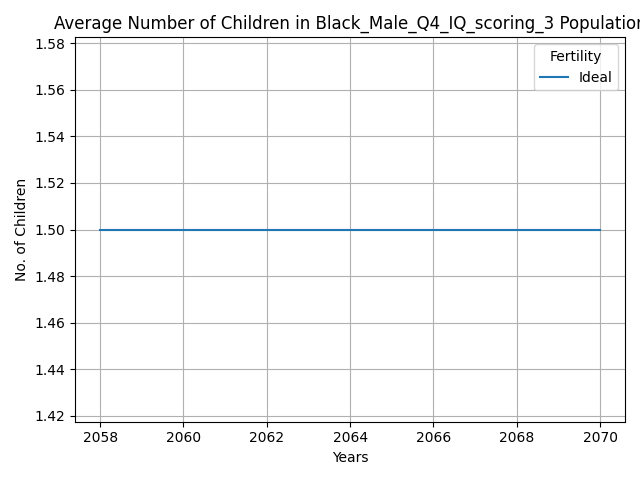 Average Number of Children in Black_Male_Q4_IQ_scoring_3 Population
Fertility
Ideal
1.58
1.56
1.54
1.52
1.50
1.48
1.46
1.44
1.42
No. of Children
2058 2060 2062 2064 2066 2068 2070
Years